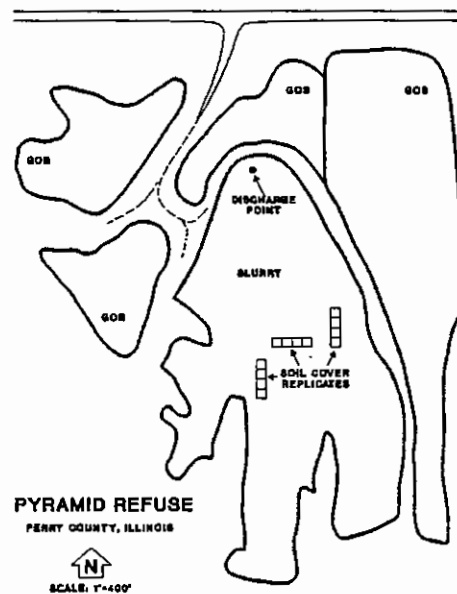 GOB
GOB
GOB
DISCHARGE
POINT
SLURRY
GOB
SOIL COVER
REPLICATES
PYRAMID REFUSE
PERRY COUNTY, ILLINOIS
N
SCALE: 1"=400'